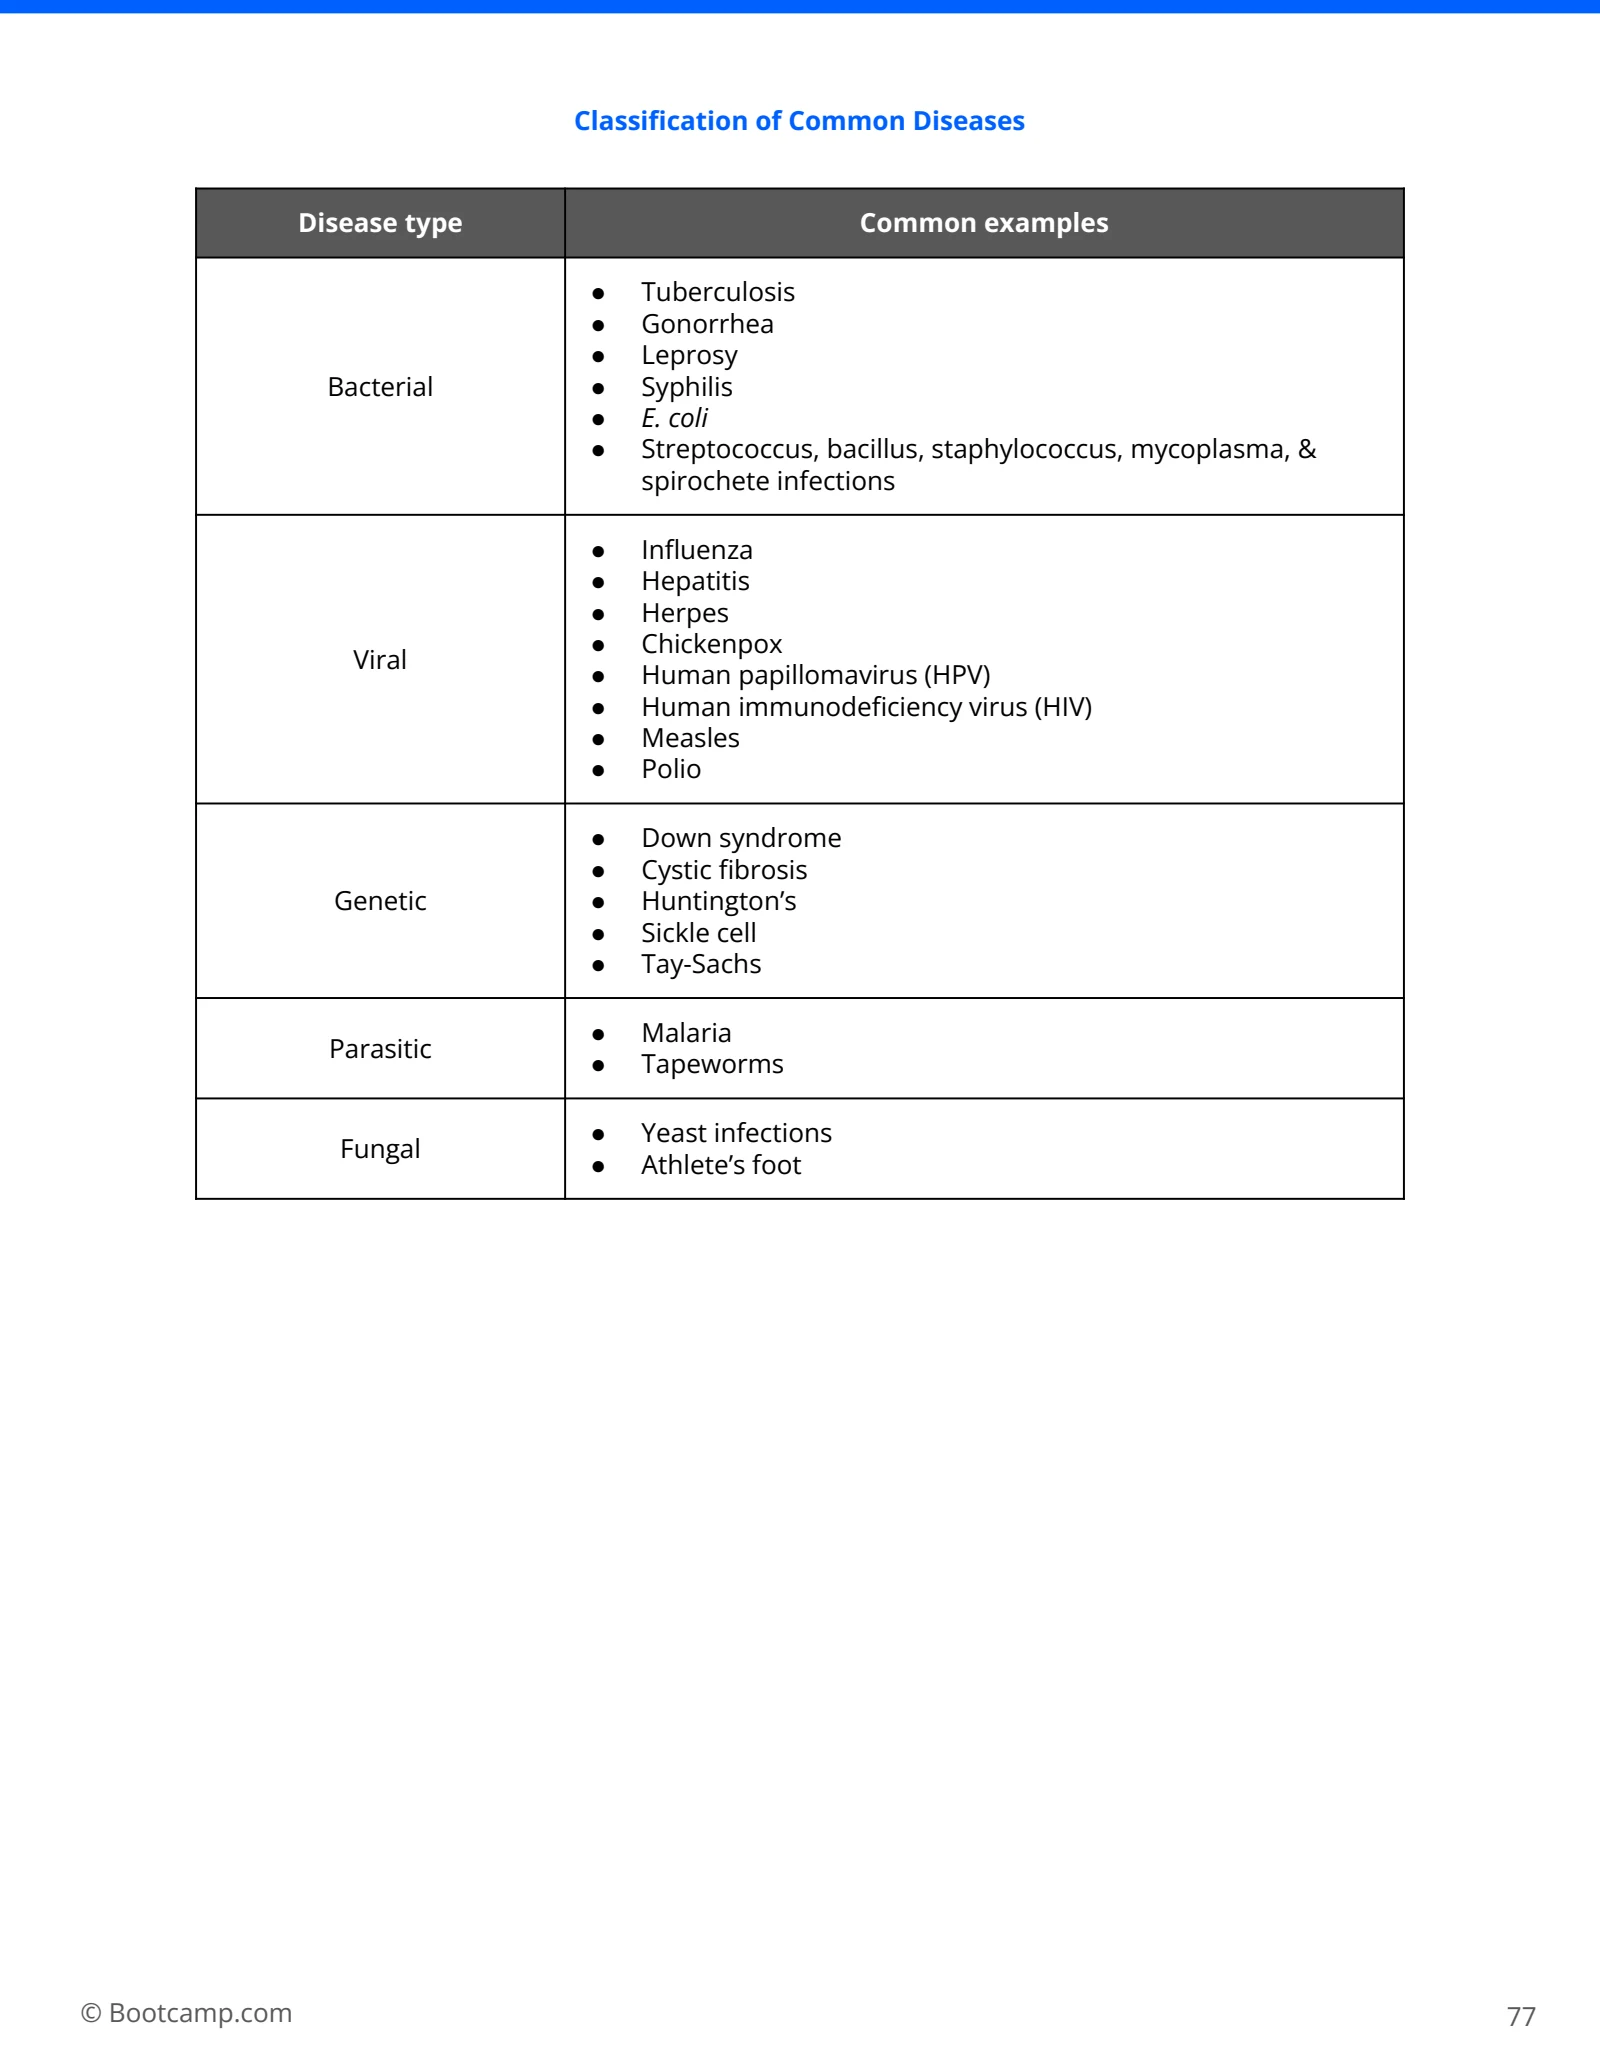 Classification of Common Diseases
Disease type
Common examples
Bacterial
● Tuberculosis
● Gonorrhea
● Leprosy
● Syphilis
● E. coli
● Streptococcus, bacillus, staphylococcus, mycoplasma, &
spirochete infections
Viral
● Influenza
● Hepatitis
● Herpes
● Chickenpox
● Human papillomavirus (HPV)
● Human immunodeficiency virus (HIV)
● Measles
● Polio
Genetic
● Down syndrome
● Cystic fibrosis
● Huntington’s
● Sickle cell
● Tay-Sachs
Parasitic
● Malaria
● Tapeworms
Fungal
● Yeast infections
● Athlete’s foot
© Bootcamp.com
77